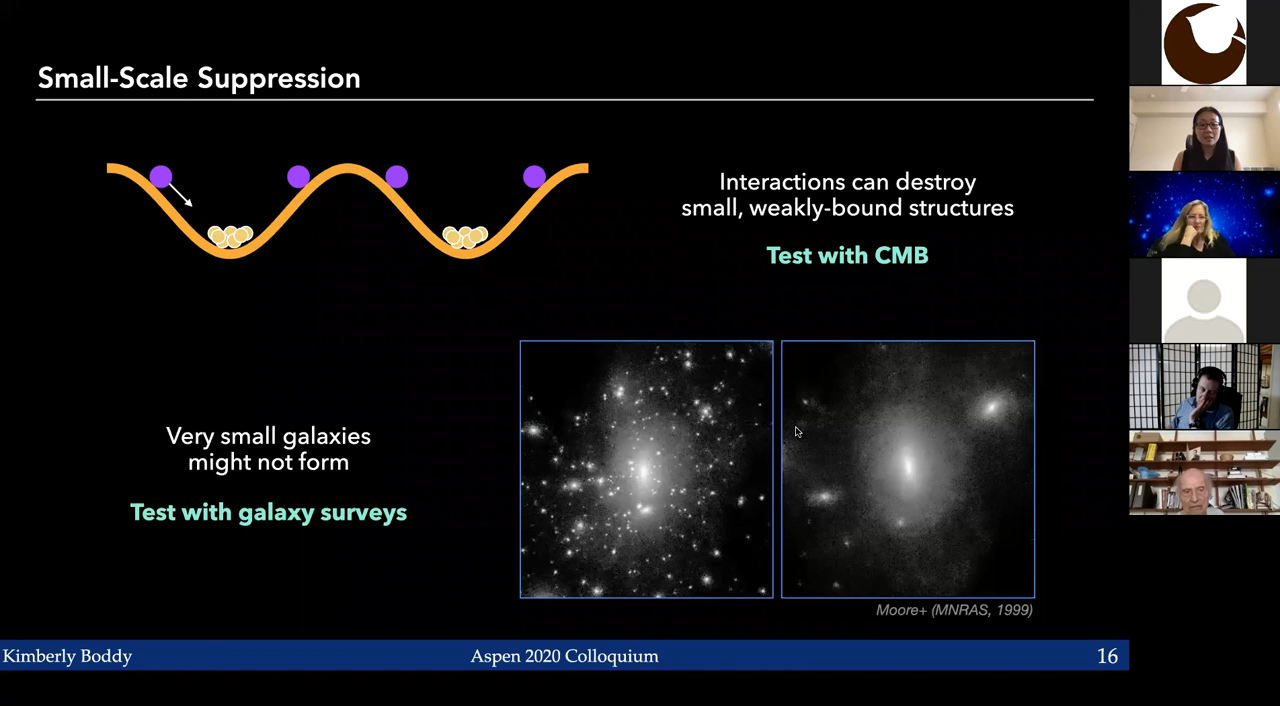 Small-Scale Suppression
Interactions can destroy
small, weakly-bound structures
Test with CMB
Very small galaxies
might not form
Test with galaxy surveys
Moore+ (MNRAS, 1999)
Kimberly Boddy
Aspen 2020 Colloquium
16